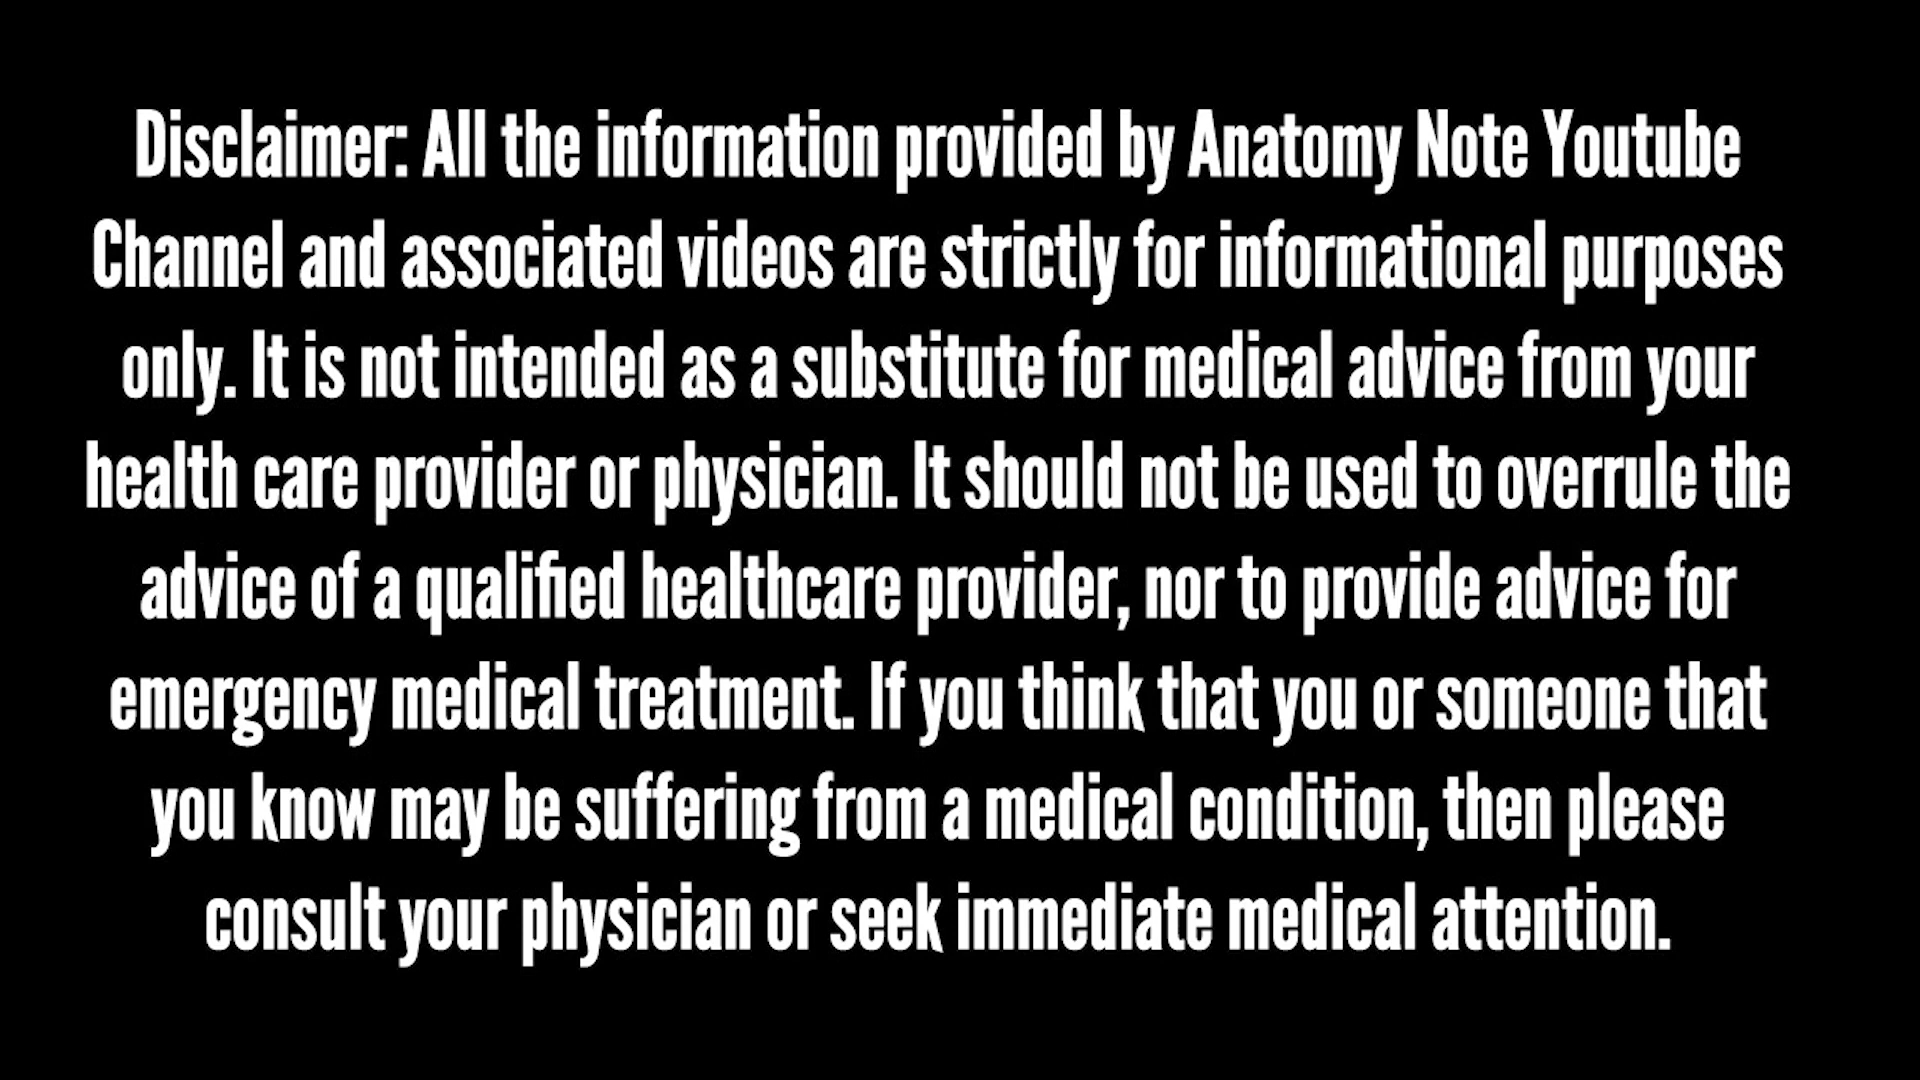 Disclaimer: All the information provided by Anatomy Note Youtube
Channel and associated videos are strictly for informational purposes
only. It is not intended as a substitute for medical advice from your
health care provider or physician. It should not be used to overrule the
advice of a qualified healthcare provider, nor to provide advice for
emergency medical treatment. If you think that you or someone that
you know may be suffering from a medical condition, then please
consult your physician or seek immediate medical attention.